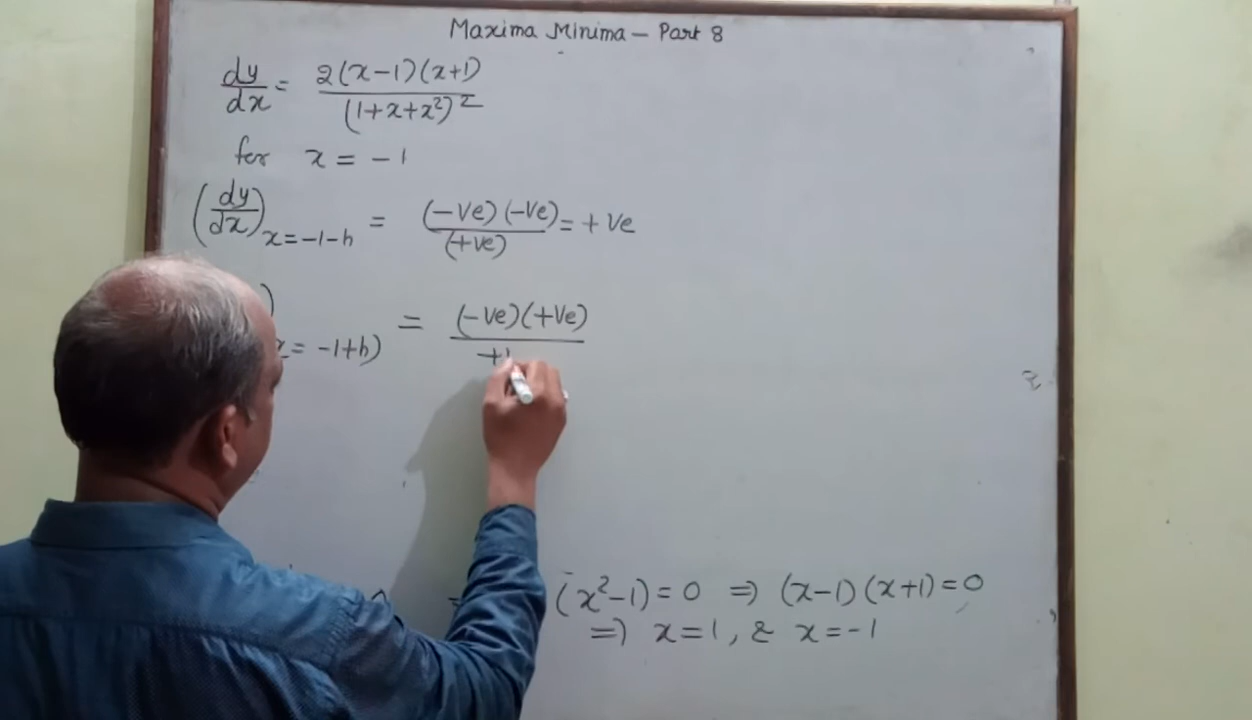 Maxima Minima – Part 8
dy/dx = 2(x-1)(x+1)/(1+x+x²)²
for x = -1
(dy/dx)x=-1-h = (-ve)(-ve)/(+ve) = +ve
) x = -1+h) = (-ve)(+ve)/+
(x²-1)=0 ⇒ (x-1)(x+1)=0
⇒ x=1, & x=-1